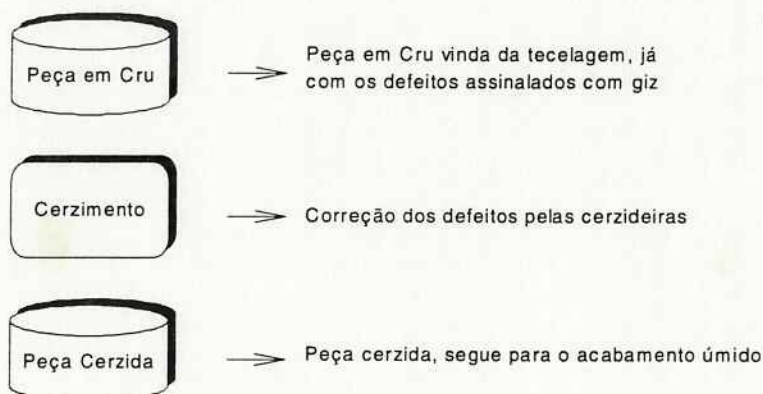 Peça em Cru
Peça em Cru vinda da tecelagem, já
com os defeitos assinalados com giz
Cerzimento
Correção dos defeitos pelas cerzideiras
Peça Cerzida
Peça cerzida, segue para o acabamento úmido